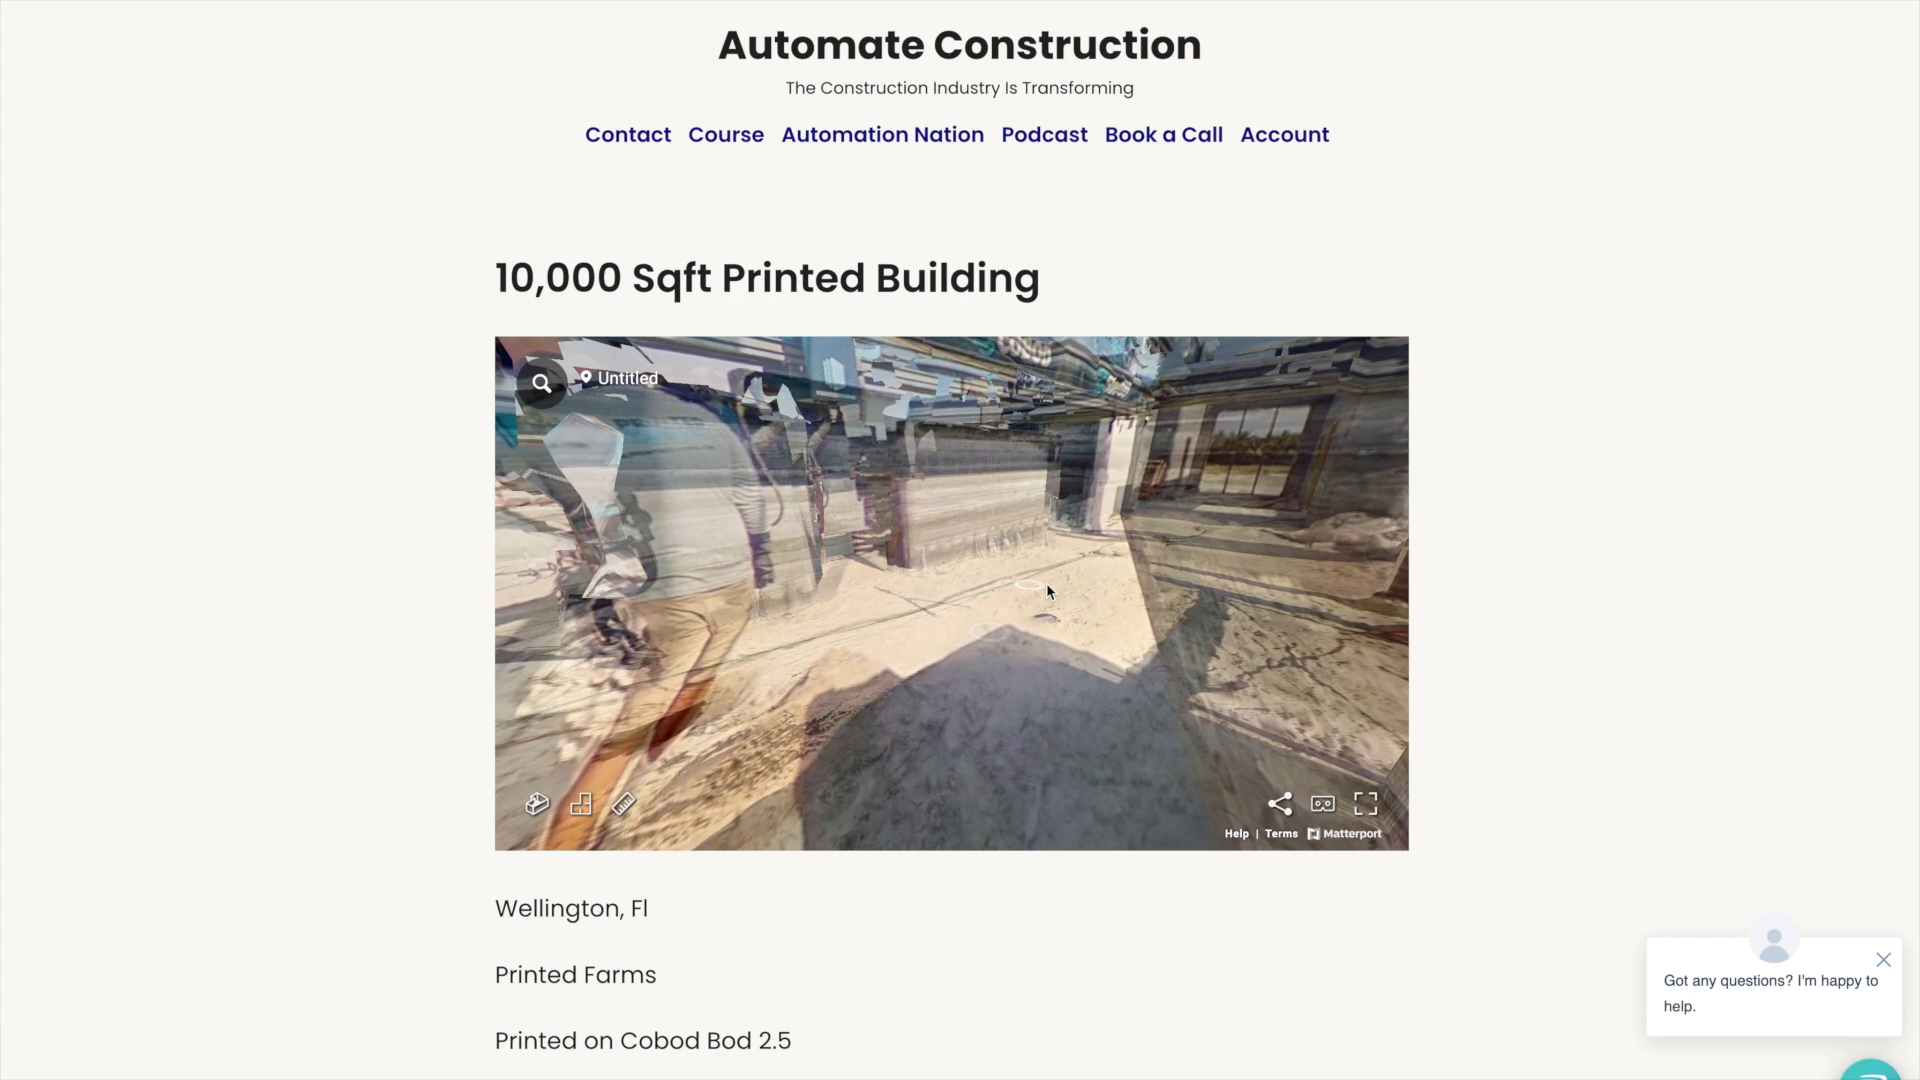 Automate Construction
The Construction Industry Is Transforming
Contact Course Automation Nation Podcast Book a Call Account
10,000 Sqft Printed Building
Untitled
Help | Terms Matterport
Wellington, Fl
Printed Farms
Printed on Cobod Bod 2.5
Got any questions? I'm happy to
help.